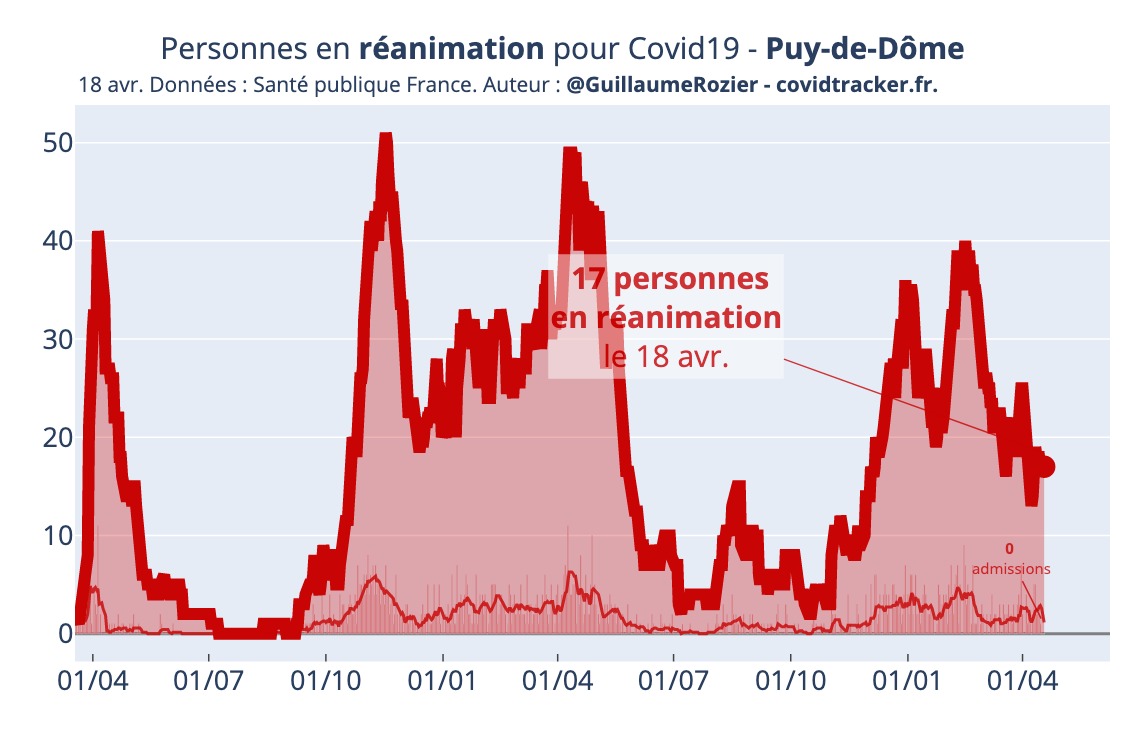 Personnes en réanimation pour Covid19 - Puy-de-Dôme
18 avr. Données : Santé publique France. Auteur : @GuillaumeRozier - covidtracker.fr.
50
40
30
20
10
0
17 personnes
en réanimation
le 18 avr.
0
admissions
01/04 01/07 01/10 01/01 01/04 01/07 01/10 01/01 01/04